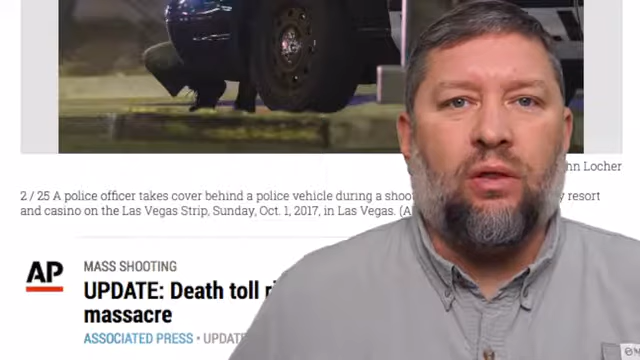 hn Locher
2 / 25 A police officer takes cover behind a police vehicle during a shoo resort
and casino on the Las Vegas Strip, Sunday, Oct. 1, 2017, in Las Vegas. (A
AP
MASS SHOOTING
UPDATE: Death toll
massacre
ASSOCIATED PRESS • UPDATE